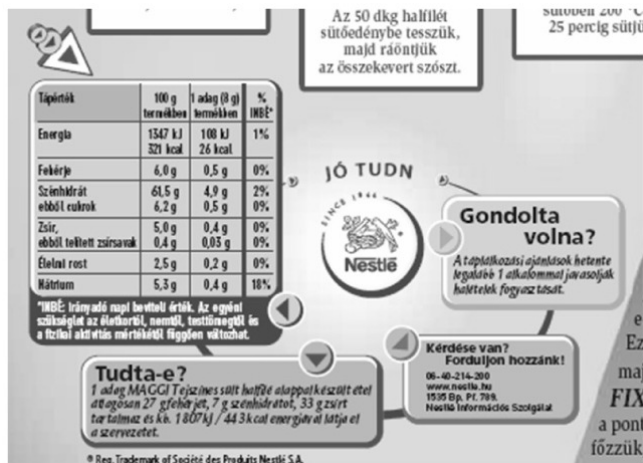 Az 50 dkg halfilét
sütőedénybe tesszük,
majd ráöntjük
az összekevert szószt.
sütőben 200 °C
25 percig sütjü
Tápérték 100 g termékben 1 adag (8 g) termékben % INBÉ*
Energia 1347 kJ 108 kJ 1%
321 kcal 26 kcal
Fehérje 6,0 g 0,5 g 0%
Szénhidrát 61,5 g 4,9 g 2%
ebből cukrok 6,2 g 0,5 g 0%
Zsír, 5,0 g 0,4 g 0%
ebből telített zsírsavak 0,4 g 0,03 g 0%
Élelmi rost 2,5 g 0,2 g 0%
Nátrium 5,3 g 0,4 g 18%
*INBÉ: Irányadó napi beviteli érték. Az egyéni
szükséglet az életkortól, nemtől, testtömegtől és
a fizikai aktivitás mértékétől függően változhat.
JÓ TUDN
SINCE 1866
Nestlé
Gondolta
volna?
A táplálkozási ajánlások hetente
legalább 1 alkalommal javasolják
halételek fogyasztását.
Kérdése van?
Forduljon hozzánk!
06-40-214-200
www.nestle.hu
1535 Bp. Pf. 789.
Nestlé Információs Szolgálat
Tudta-e?
1 adag MAGGI Tejszínes sült halfilé alappal készült étel
átlagosan 27 g fehérjét, 7 g szénhidrátot, 33 g zsírt
tartalmaz és kb. 1807 kJ / 443 kcal energiával látja el
a szervezetet.
e
Ez
maj
FIX
a pont
főzzük
® Reg. Trademark of Société des Produits Nestlé S.A.